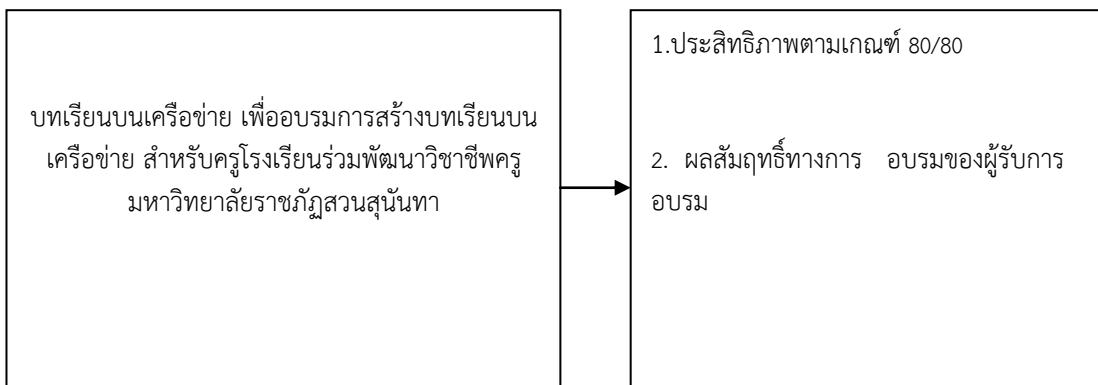 บทเรียนบนเครือข่าย เพื่ออบรมการสร้างบทเรียนบน
เครือข่าย สำหรับครูโรงเรียนร่วมพัฒนาวิชาชีพครู
มหาวิทยาลัยราชภัฏสวนสุนันทา
1.ประสิทธิภาพตามเกณฑ์ 80/80
2. ผลสัมฤทธิ์ทางการ อบรมของผู้รับการ
อบรม